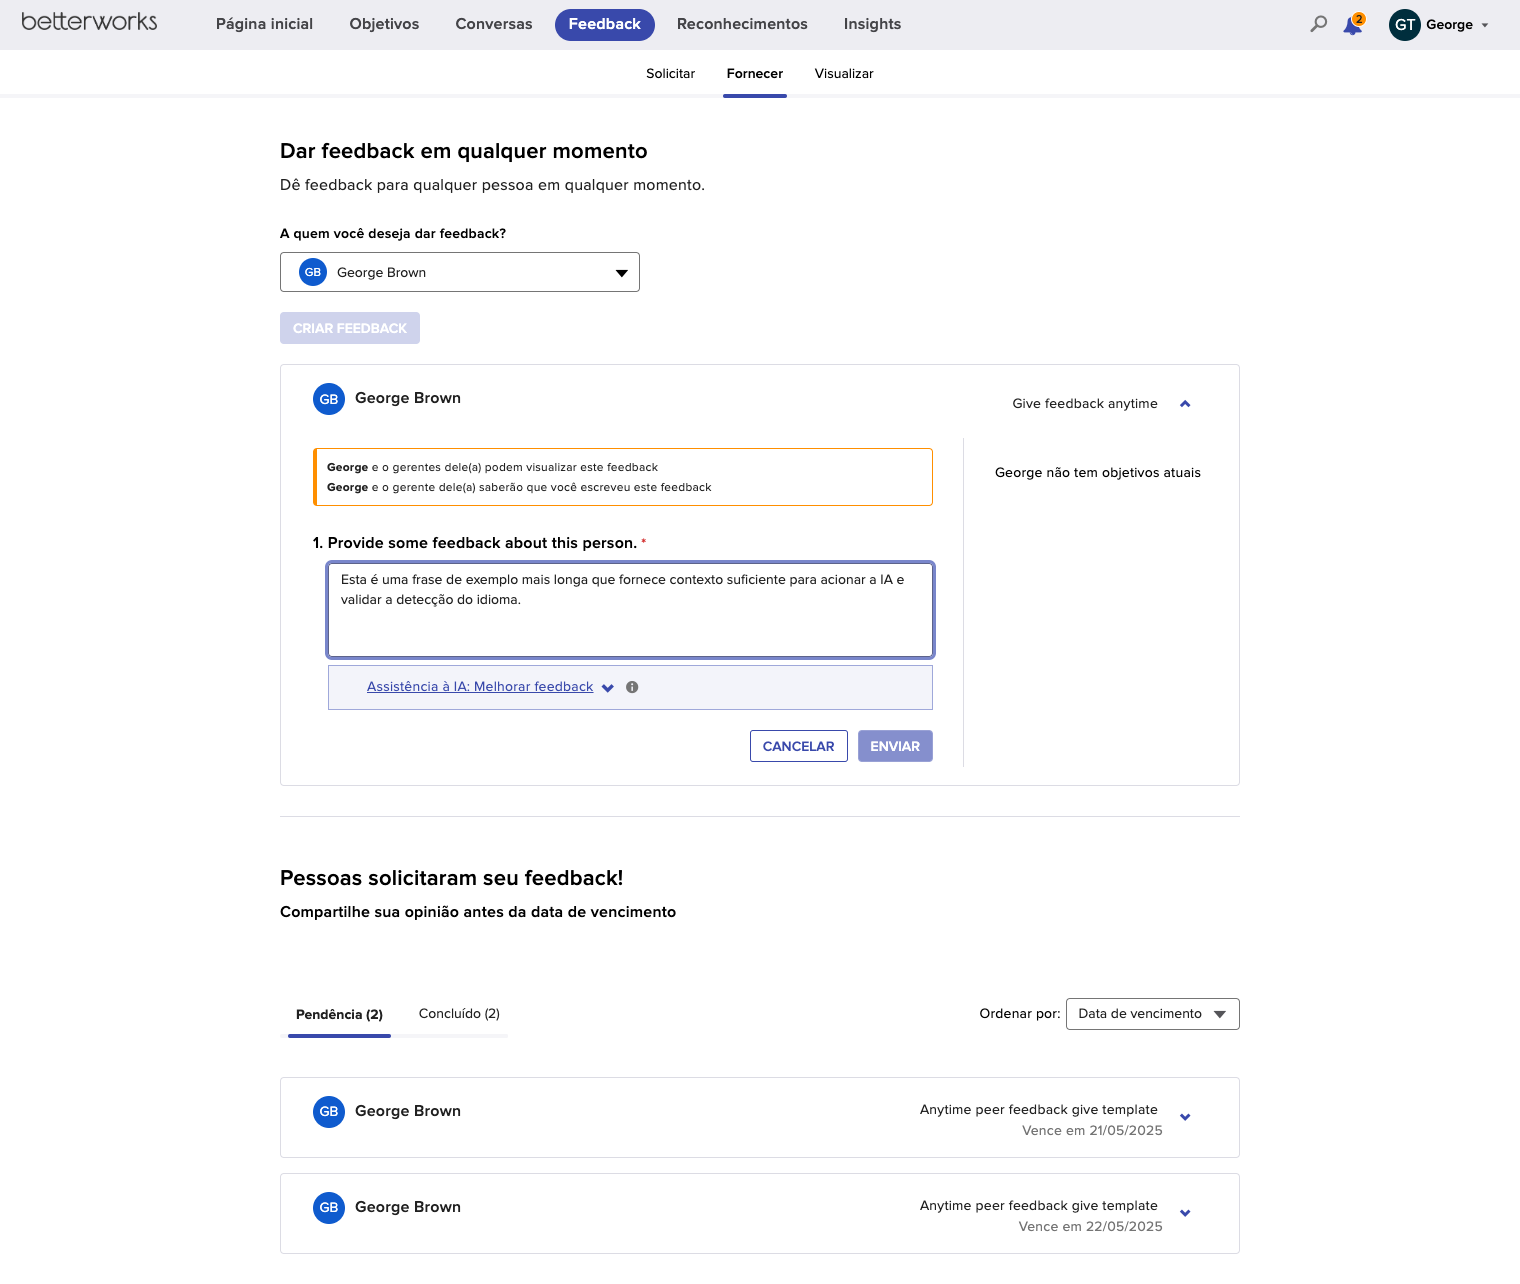 betterworks
Página inicial
Objetivos
Conversas
Feedback
Reconhecimentos
Insights
2
GT
George
Solicitar
Fornecer
Visualizar
Dar feedback em qualquer momento
Dê feedback para qualquer pessoa em qualquer momento.
A quem você deseja dar feedback?
GB
George Brown
CRIAR FEEDBACK
GB
George Brown
Give feedback anytime
George e o gerentes dele(a) podem visualizar este feedback
George e o gerente dele(a) saberão que você escreveu este feedback
George não tem objetivos atuais
1. Provide some feedback about this person. *
Esta é uma frase de exemplo mais longa que fornece contexto suficiente para acionar a IA e
validar a detecção do idioma.
Assistência à IA: Melhorar feedback
CANCELAR
ENVIAR
Pessoas solicitaram seu feedback!
Compartilhe sua opinião antes da data de vencimento
Pendência (2)
Concluído (2)
Ordenar por:
Data de vencimento
GB
George Brown
Anytime peer feedback give template
Vence em 21/05/2025
GB
George Brown
Anytime peer feedback give template
Vence em 22/05/2025